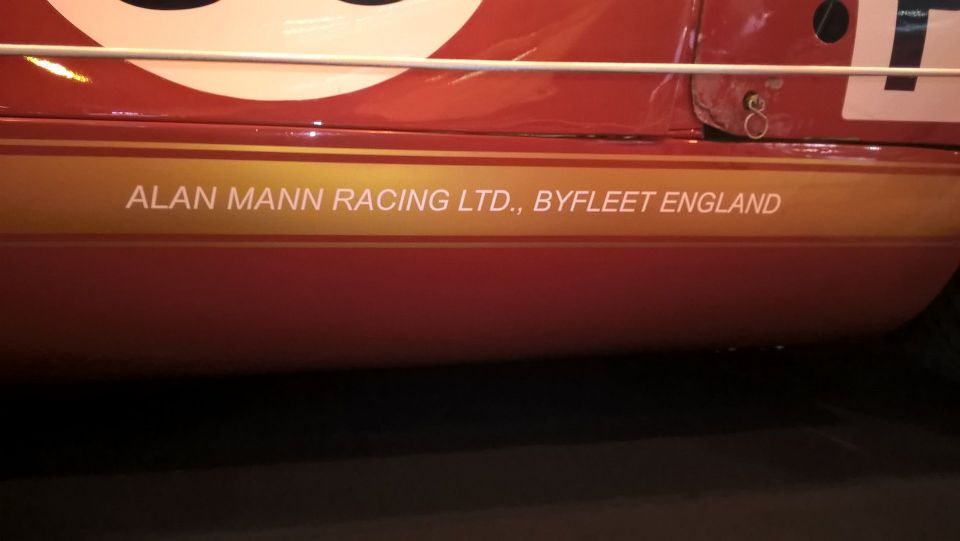 ALAN MANN RACING LTD., BYFLEET ENGLAND